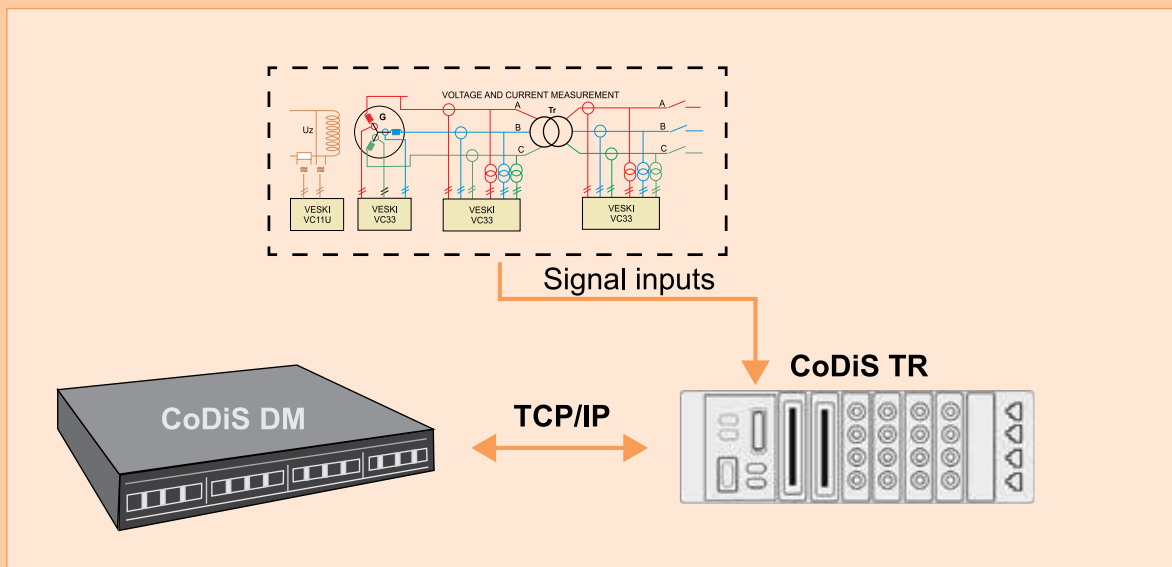 VOLTAGE AND CURRENT MEASUREMENT
A
Tr
A
G
Uz
B
B
C
C
VESKI
VC11U
VESKI
VC33
VESKI
VC33
VESKI
VC33
Signal inputs
CoDiS TR
CoDiS DM
TCP/IP